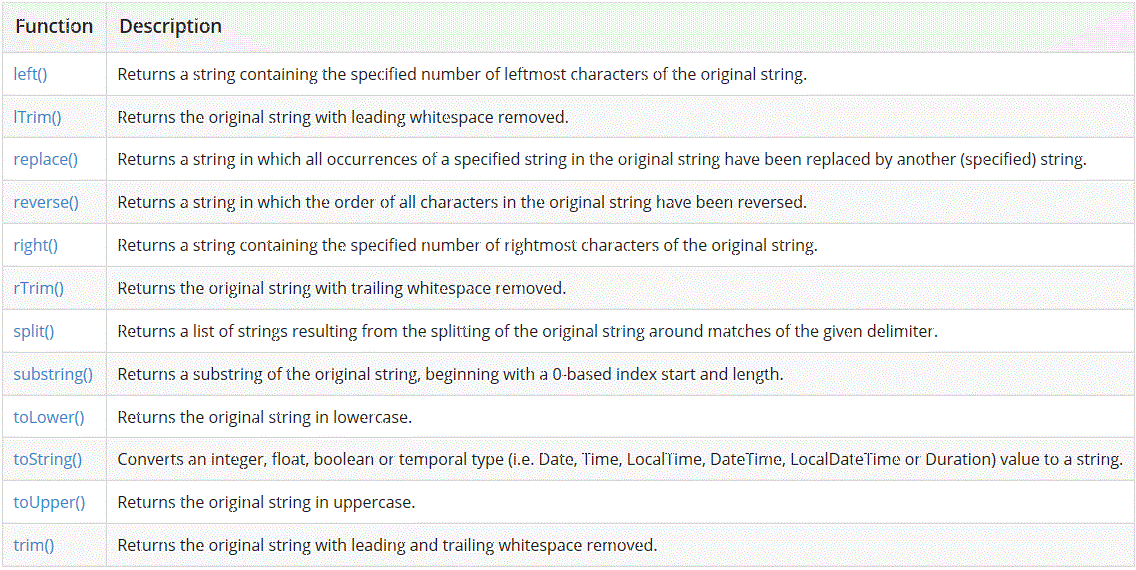 Function Description
left() Returns a string containing the specified number of leftmost characters of the original string.
lTrim() Returns the original string with leading whitespace removed.
replace() Returns a string in which all occurrences of a specified string in the original string have been replaced by another (specified) string.
reverse() Returns a string in which the order of all characters in the original string have been reversed.
right() Returns a string containing the specified number of rightmost characters of the original string.
rTrim() Returns the original string with trailing whitespace removed.
split() Returns a list of strings resulting from the splitting of the original string around matches of the given delimiter.
substring() Returns a substring of the original string, beginning with a 0-based index start and length.
toLower() Returns the original string in lowercase.
toString() Converts an integer, float, boolean or temporal type (i.e. Date, Time, LocalTime, DateTime, LocalDateTime or Duration) value to a string.
toUpper() Returns the original string in uppercase.
trim() Returns the original string with leading and trailing whitespace removed.